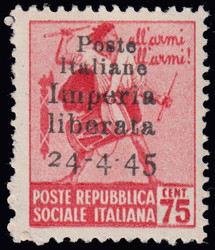 all'armi
all'armi!
Poste
Italiane
Imperia
liberata
24-4-45
POSTE REPUBBLICA
SOCIALE ITALIANA
CENT
75